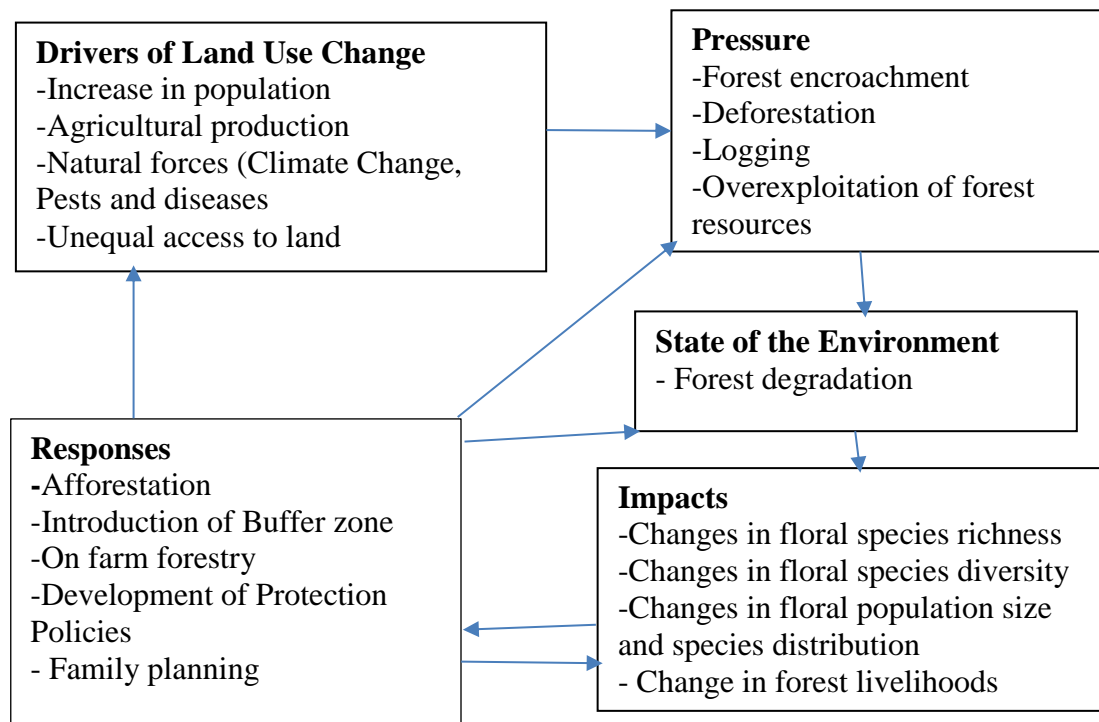 Drivers of Land Use Change
-Increase in population
-Agricultural production
-Natural forces (Climate Change,
Pests and diseases
-Unequal access to land
Pressure
-Forest encroachment
-Deforestation
-Logging
-Overexploitation of forest
resources
State of the Environment
- Forest degradation
Responses
-Afforestation
-Introduction of Buffer zone
-On farm forestry
-Development of Protection
Policies
- Family planning
Impacts
-Changes in floral species richness
-Changes in floral species diversity
-Changes in floral population size
and species distribution
- Change in forest livelihoods